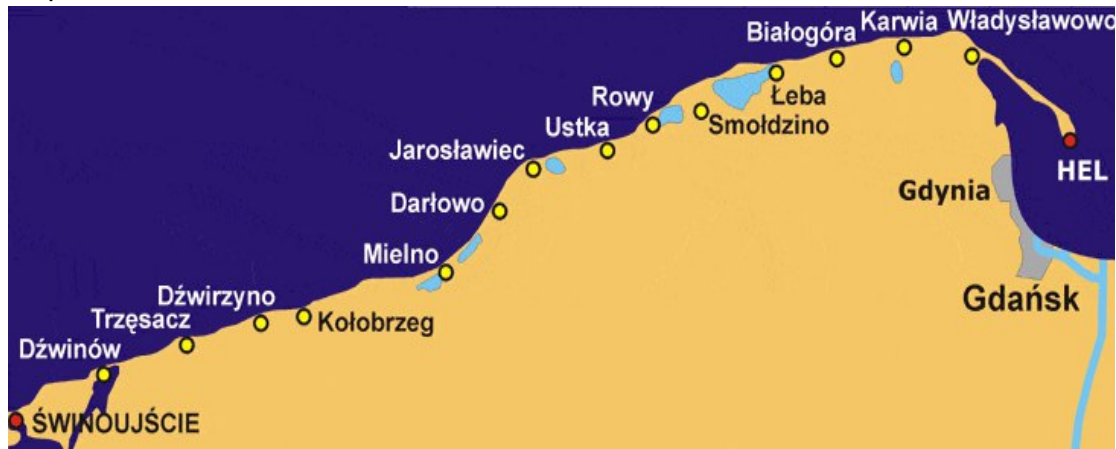 Karwia Władysławowo
Białogóra
Rowy
Łeba
Smołdzino
Ustka
Jarosławiec
HEL
Gdynia
Darłowo
Mielno
Gdańsk
Dźwirzyno
Trzęsacz
Kołobrzeg
Dźwinów
ŚWINOUJŚCIE